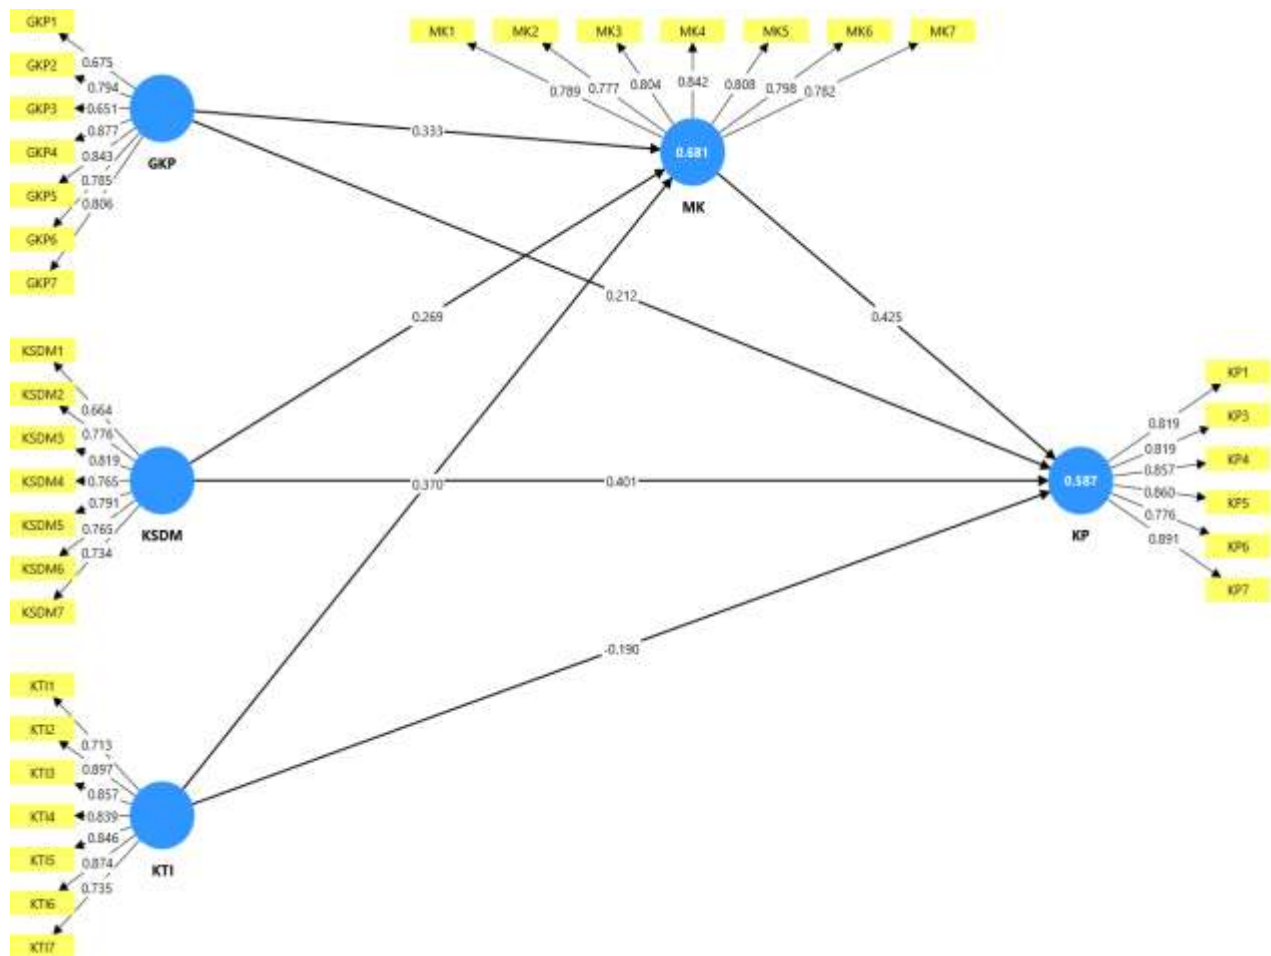 GKP1
GKP2
GKP3
GKP4
GKP5
GKP6
GKP7
0.675
0.794
0.651
0.877
0.843
0.785
0.806
GKP
MK1 MK2 MK3 MK4 MK5 MK6 MK7
0.789 0.777 0.804 0.842 0.808 0.798 0.782
0.681
MK
0.333
0.212
0.269
0.425
0.370
0.401
-0.190
KSDM1
KSDM2
KSDM3
KSDM4
KSDM5
KSDM6
KSDM7
0.664
0.776
0.819
0.765
0.791
0.765
0.734
KSDM
KTI1
KTI2
KTI3
KTI4
KTI5
KTI6
KTI7
0.713
0.897
0.857
0.839
0.846
0.874
0.735
KTI
0.587
KP
0.819
0.819
0.857
0.860
0.776
0.891
KP1
KP3
KP4
KP5
KP6
KP7